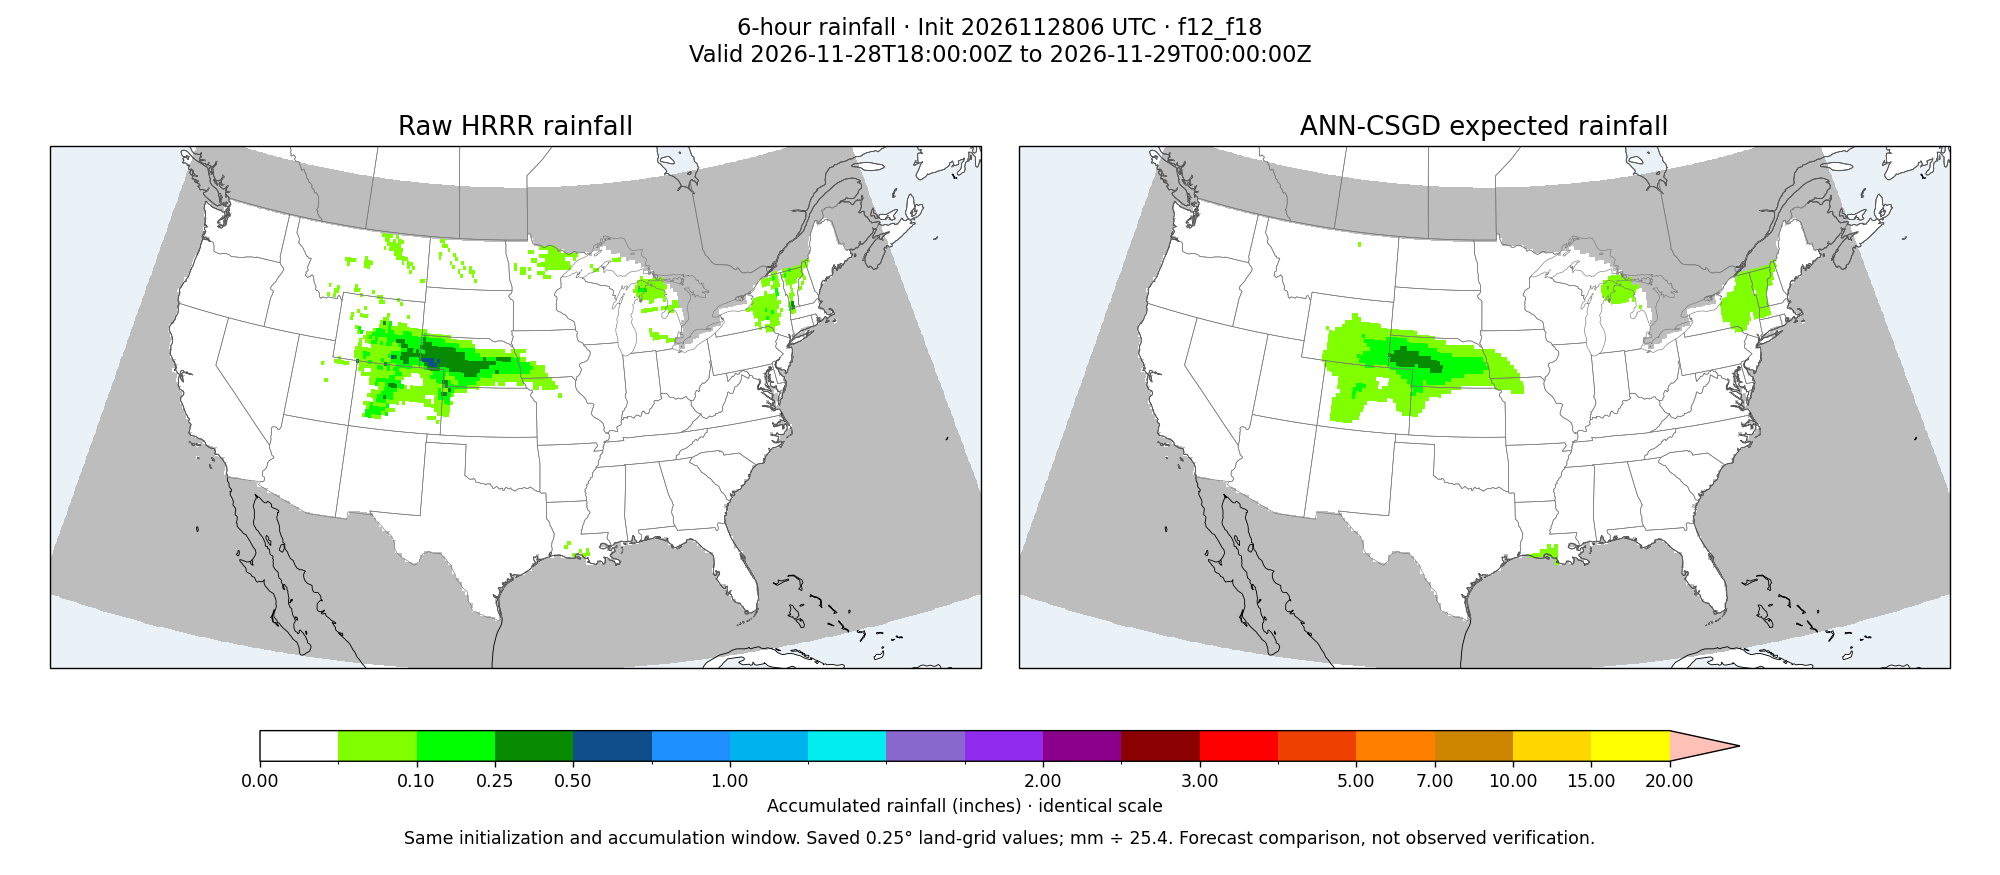 6-hour rainfall · Init 2026112806 UTC · f12_f18
Valid 2026-11-28T18:00:00Z to 2026-11-29T00:00:00Z
Raw HRRR rainfall
ANN-CSGD expected rainfall
0.00 0.10 0.25 0.50 1.00 2.00 3.00 5.00 7.00 10.00 15.00 20.00
Accumulated rainfall (inches) · identical scale
Same initialization and accumulation window. Saved 0.25° land-grid values; mm ÷ 25.4. Forecast comparison, not observed verification.